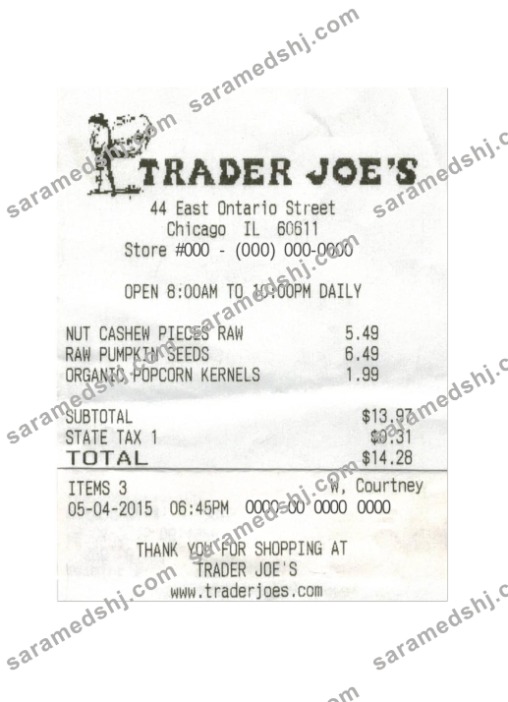 TRADER JOE'S
44 East Ontario Street
Chicago IL 60611
Store #000 - (000) 000-0000
OPEN 8:00AM TO 10:00PM DAILY
NUT CASHEW PIECES RAW 5.49
RAW PUMPKIN SEEDS 6.49
ORGANIC POPCORN KERNELS 1.99
SUBTOTAL $13.97
STATE TAX 1 $0.31
TOTAL $14.28
ITEMS 3 W, Courtney
05-04-2015 06:45PM 0000-00 0000 0000
THANK YOU FOR SHOPPING AT
TRADER JOE'S
www.traderjoes.com
saramedshj.com
saramedshj.com
saramedshj.c
saramedshj.com
saramedshj.com
saramedshj.c
saramedshj.com
saramedshj.com
saramedshj.com
saramedshj.c
om